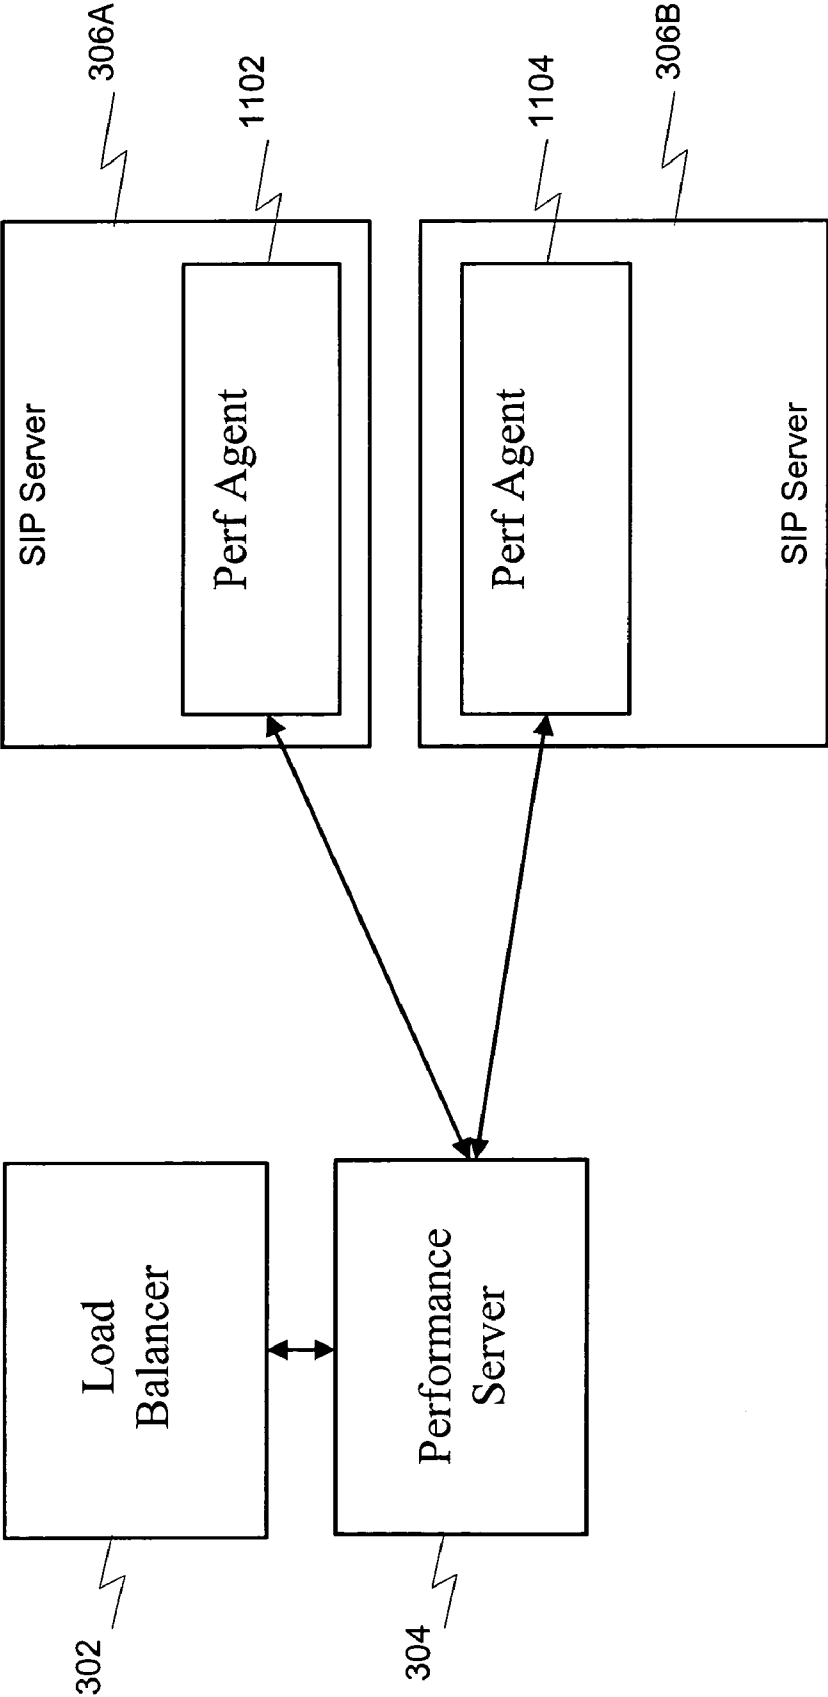 302
Load
Balancer
304
Performance
Server
SIP Server
306A
Perf Agent
1102
Perf Agent
1104
SIP Server
306B